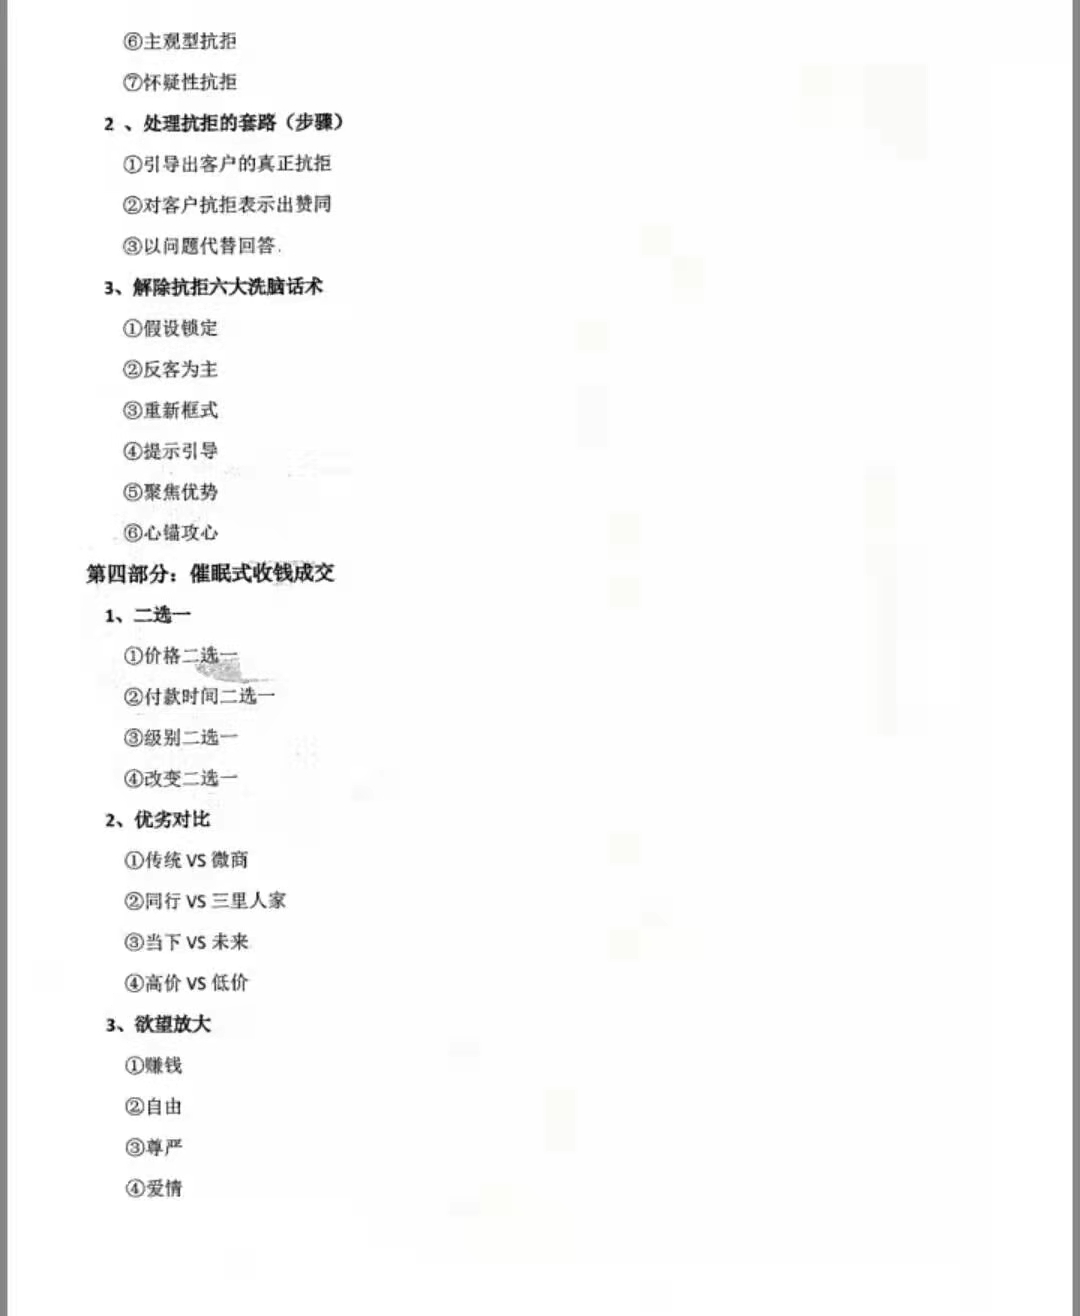 ⑥主观型抗拒
⑦怀疑性抗拒
2 、处理抗拒的套路（步骤）
①引导出客户的真正抗拒
②对客户抗拒表示出赞同
③以问题代替回答.
3、解除抗拒六大洗脑话术
①假设锁定
②反客为主
③重新框式
④提示引导
⑤聚焦优势
⑥心锚攻心
第四部分：催眠式收钱成交
1、二选一
①价格二选一
②付款时间二选一
③级别二选一
④改变二选一
2、优劣对比
①传统 VS 微商
②同行 VS 三里人家
③当下 VS 未来
④高价 VS 低价
3、欲望放大
①赚钱
②自由
③尊严
④爱情